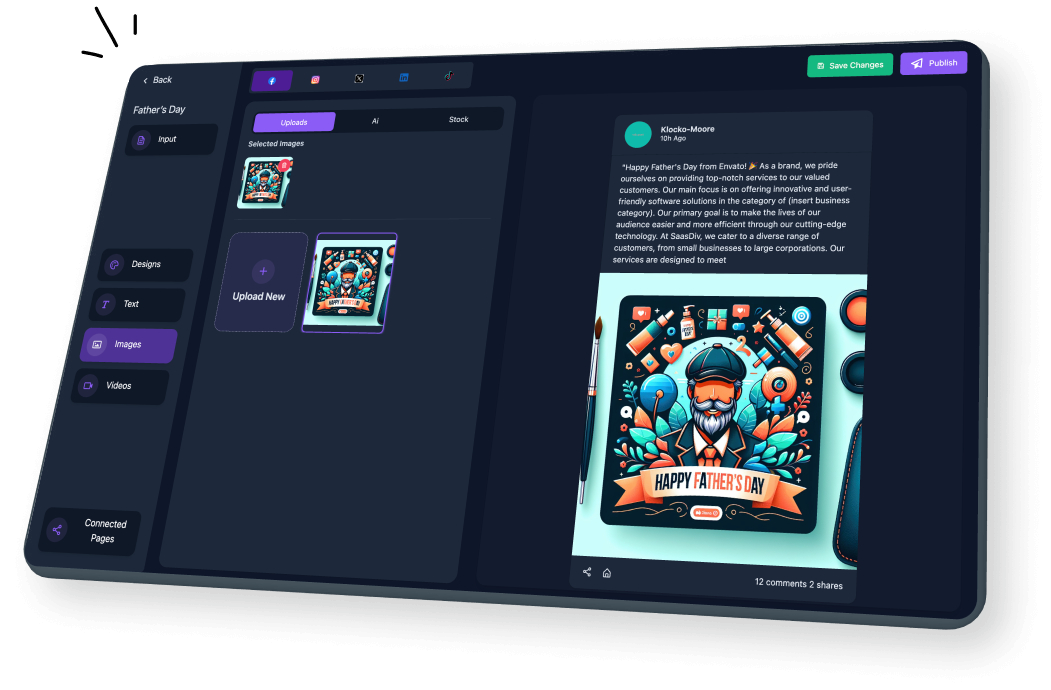 Back
Save Changes
Publish
Father's Day
Input
Uploads
Ai
Stock
Selected Images
Designs
Text
Images
Videos
Connected
Pages
Upload New
HAPPY FATHER'S DAY
Klocko-Moore
10h Ago
"Happy Father's Day from Envato! 🎉 As a brand, we pride
ourselves on providing top-notch services to our valued
customers. Our main focus is on offering innovative and user-
friendly software solutions in the category of (insert business
category). Our primary goal is to make the lives of our
audience easier and more efficient through our cutting-edge
technology. At SaasDiv, we cater to a diverse range of
customers, from small businesses to large corporations. Our
services are designed to meet
HAPPY FATHER'S DAY
12 comments 2 shares